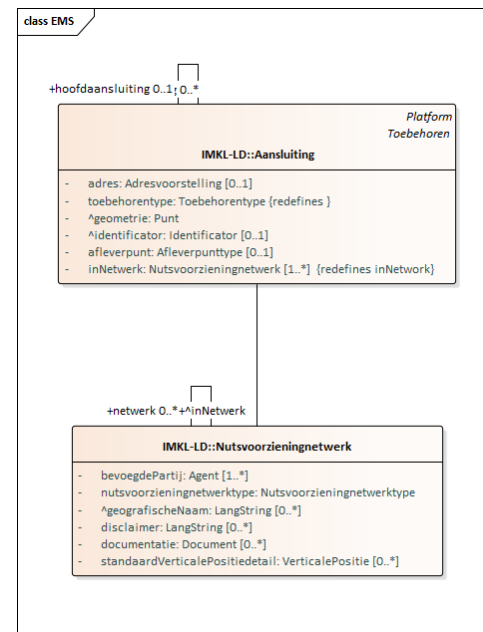 class EMS
+hoofdaansluiting 0..1 0..*
Platform
Toebehoren
IMKL-LD::Aansluiting
- adres: Adresvoorstelling [0..1]
- toebehorentype: Toebehorentype {redefines }
- ^geometrie: Punt
- ^identificator: Identificator [0..1]
- afleverpunt: Afleverpunttype [0..1]
- inNetwerk: Nutsvoorzieningnetwerk [1..*] {redefines inNetwork}
+netwerk 0..* +^inNetwerk
IMKL-LD::Nutsvoorzieningnetwerk
- bevoegdePartij: Agent [1..*]
- nutsvoorzieningnetwerktype: Nutsvoorzieningnetwerktype
- ^geografischeNaam: LangString [0..*]
- disclaimer: LangString [0..*]
- documentatie: Document [0..*]
- standaardVerticalePositiedetail: VerticalePositie [0..*]